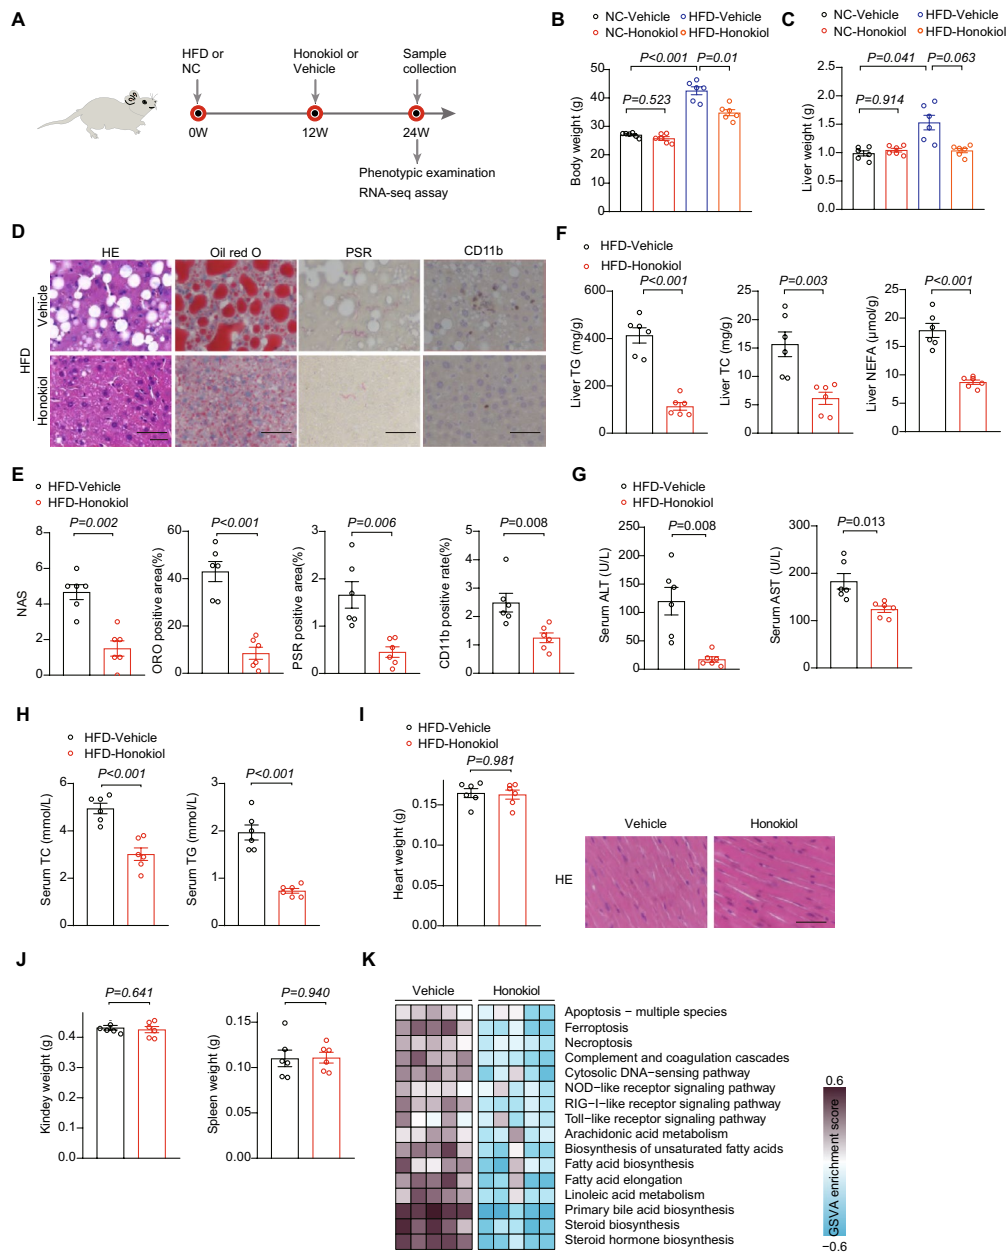 A
HFD or
NC
Honokiol or
Vehicle
Sample
collection
0W
12W
24W
Phenotypic examination
RNA-seq assay
B
NC-Vehicle HFD-Vehicle
NC-Honokiol HFD-Honokiol
P<0.001 P=0.01
P=0.523
Body weight (g)
50
40
30
20
10
0
C
NC-Vehicle HFD-Vehicle
NC-Honokiol HFD-Honokiol
P=0.041 P=0.063
P=0.914
Liver weight (g)
2.5
2.0
1.5
1.0
0.5
0.0
D
HE Oil red O PSR CD11b
HFD
Vehicle
Honokiol
F
HFD-Vehicle
HFD-Honokiol
P<0.001
Liver TG (mg/g)
600
400
200
0
P=0.003
Liver TC (mg/g)
25
20
15
10
5
0
P<0.001
Liver NEFA (μmol/g)
25
20
15
10
5
0
E
HFD-Vehicle
HFD-Honokiol
P=0.002
NAS
8
6
4
2
0
P<0.001
ORO positive area(%)
60
40
20
0
P=0.006
PSR positive area(%)
3
2
1
0
P=0.008
CD11b positive rate(%)
5
4
3
2
1
0
G
HFD-Vehicle
HFD-Honokiol
P=0.008
Serum ALT (U/L)
250
200
150
100
50
0
P=0.013
Serum AST (U/L)
300
200
100
0
H
HFD-Vehicle
HFD-Honokiol
P<0.001
Serum TC (mmol/L)
6
4
2
0
P<0.001
Serum TG (mmol/L)
3
2
1
0
I
HFD-Vehicle
HFD-Honokiol
P=0.981
Heart weight (g)
0.15
0.10
0.05
0.00
Vehicle Honokiol
HE
J
P=0.641
Kindey weight (g)
0.4
0.2
0.0
P=0.940
Spleen weight (g)
0.15
0.10
0.05
0.00
K
Vehicle Honokiol
Apoptosis − multiple species
Ferroptosis
Necroptosis
Complement and coagulation cascades
Cytosolic DNA−sensing pathway
NOD−like receptor signaling pathway
RIG−I−like receptor signaling pathway
Toll−like receptor signaling pathway
Arachidonic acid metabolism
Biosynthesis of unsaturated fatty acids
Fatty acid biosynthesis
Fatty acid elongation
Linoleic acid metabolism
Primary bile acid biosynthesis
Steroid biosynthesis
Steroid hormone biosynthesis
0.6
GSVA enrichment score
−0.6